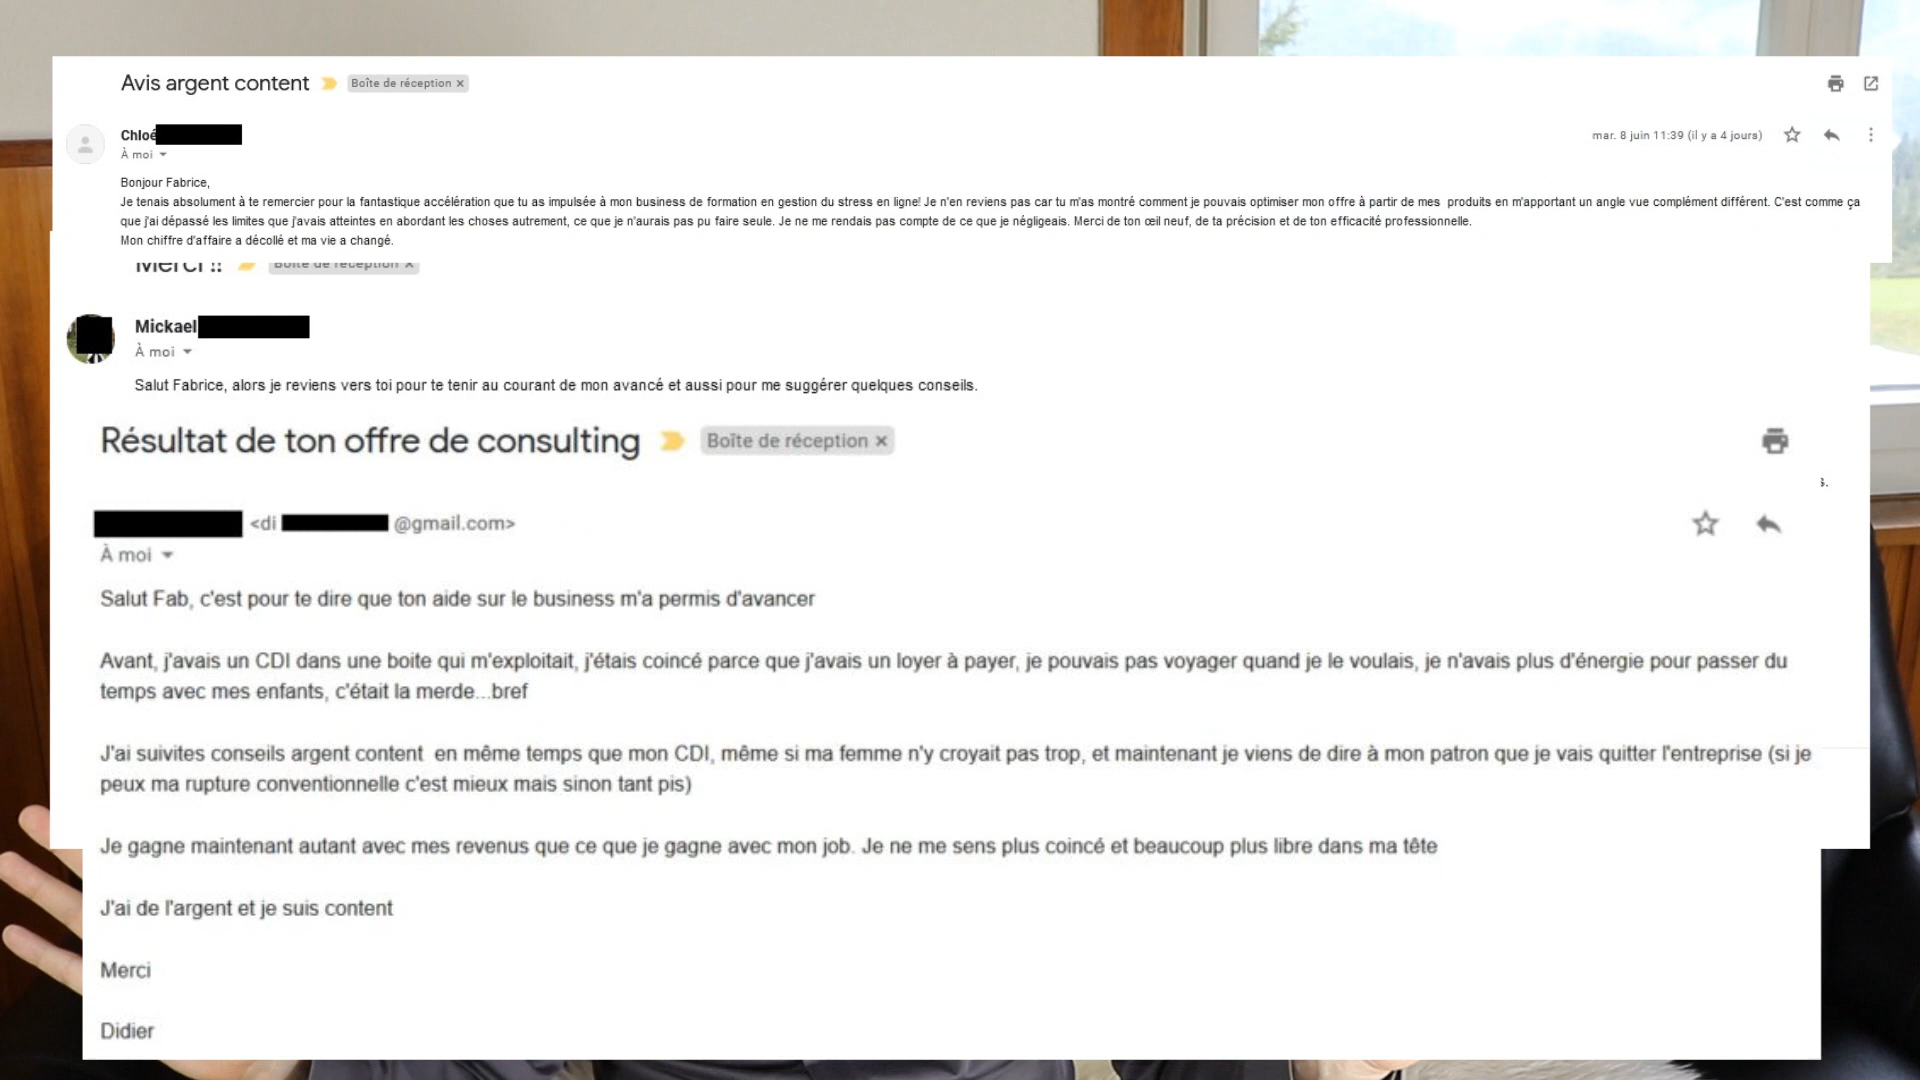 Avis argent content
Boîte de réception ×
Chloé
mar. 8 juin 11:39 (il y a 4 jours)
À moi
Bonjour Fabrice,
Je tenais absolument à te remercier pour la fantastique accélération que tu as impulsée à mon business de formation en gestion du stress en ligne! Je n'en reviens pas car tu m'as montré comment je pouvais optimiser mon offre à partir de mes produits en m'apportant un angle vue complément différent. C'est comme ça
que j'ai dépassé les limites que j'avais atteintes en abordant les choses autrement, ce que je n'aurais pas pu faire seule. Je ne me rendais pas compte de ce que je négligeais. Merci de ton œil neuf, de ta précision et de ton efficacité professionnelle.
Mon chiffre d'affaire a décollé et ma vie a changé.
Merci !!
Boîte de réception ×
Mickael
À moi
Salut Fabrice, alors je reviens vers toi pour te tenir au courant de mon avancé et aussi pour me suggérer quelques conseils.
Résultat de ton offre de consulting
Boîte de réception ×
s.
<di @gmail.com>
À moi
Salut Fab, c'est pour te dire que ton aide sur le business m'a permis d'avancer
Avant, j'avais un CDI dans une boite qui m'exploitait, j'étais coincé parce que j'avais un loyer à payer, je pouvais pas voyager quand je le voulais, je n'avais plus d'énergie pour passer du
temps avec mes enfants, c'était la merde...bref
J'ai suivites conseils argent content en même temps que mon CDI, même si ma femme n'y croyait pas trop, et maintenant je viens de dire à mon patron que je vais quitter l'entreprise (si je
peux ma rupture conventionnelle c'est mieux mais sinon tant pis)
Je gagne maintenant autant avec mes revenus que ce que je gagne avec mon job. Je ne me sens plus coincé et beaucoup plus libre dans ma tête
J'ai de l'argent et je suis content
Merci
Didier